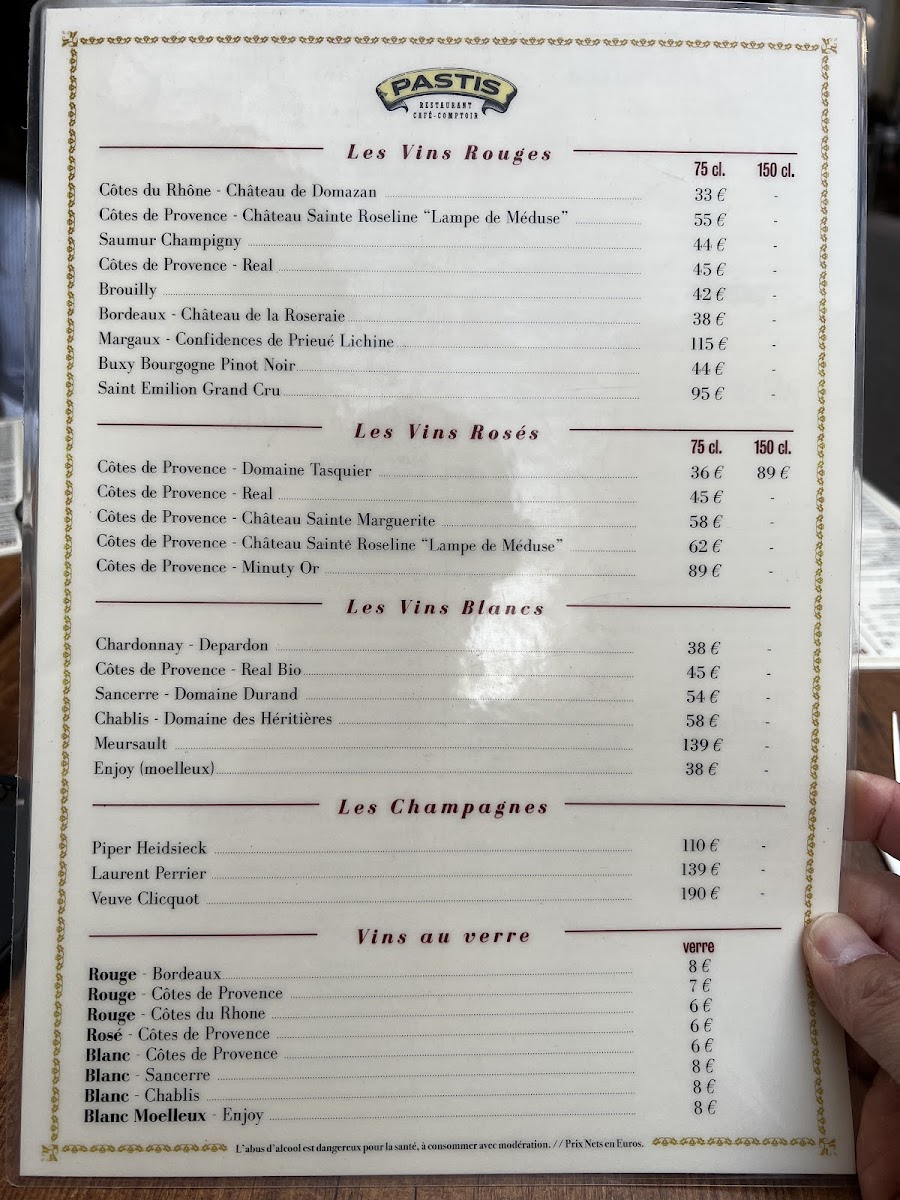 PASTIS
RESTAURANT
CAFÉ-COMPTOIR
Les Vins Rouges
75 cl. 150 cl.
Côtes du Rhône - Château de Domazan 33 € -
Côtes de Provence - Château Sainte Roseline “Lampe de Méduse” 55 € -
Saumur Champigny 44 € -
Côtes de Provence - Real 45 € -
Brouilly 42 € -
Bordeaux - Château de la Roseraie 38 € -
Margaux - Confidences de Prieué Lichine 115 € -
Buxy Bourgogne Pinot Noir 44 € -
Saint Emilion Grand Cru 95 € -
Les Vins Rosés
75 cl. 150 cl.
Côtes de Provence - Domaine Tasquier 36 € 89 €
Côtes de Provence - Real 45 € -
Côtes de Provence - Château Sainte Marguerite 58 € -
Côtes de Provence - Château Sainte Roseline “Lampe de Méduse” 62 € -
Côtes de Provence - Minuty Or 89 € -
Les Vins Blancs
Chardonnay - Depardon 38 € -
Côtes de Provence - Real Bio 45 € -
Sancerre - Domaine Durand 54 € -
Chablis - Domaine des Héritières 58 € -
Meursault 139 € -
Enjoy (moelleux) 38 € -
Les Champagnes
Piper Heidsieck 110 € -
Laurent Perrier 139 € -
Veuve Clicquot 190 € -
Vins au verre
verre
Rouge - Bordeaux 8 €
Rouge - Côtes de Provence 7 €
Rouge - Côtes du Rhone 6 €
Rosé - Côtes de Provence 6 €
Blanc - Côtes de Provence 6 €
Blanc - Sancerre 8 €
Blanc - Chablis 8 €
Blanc Moelleux - Enjoy 8 €
L'abus d'alcool est dangereux pour la santé, à consommer avec modération. // Prix Nets en Euros.